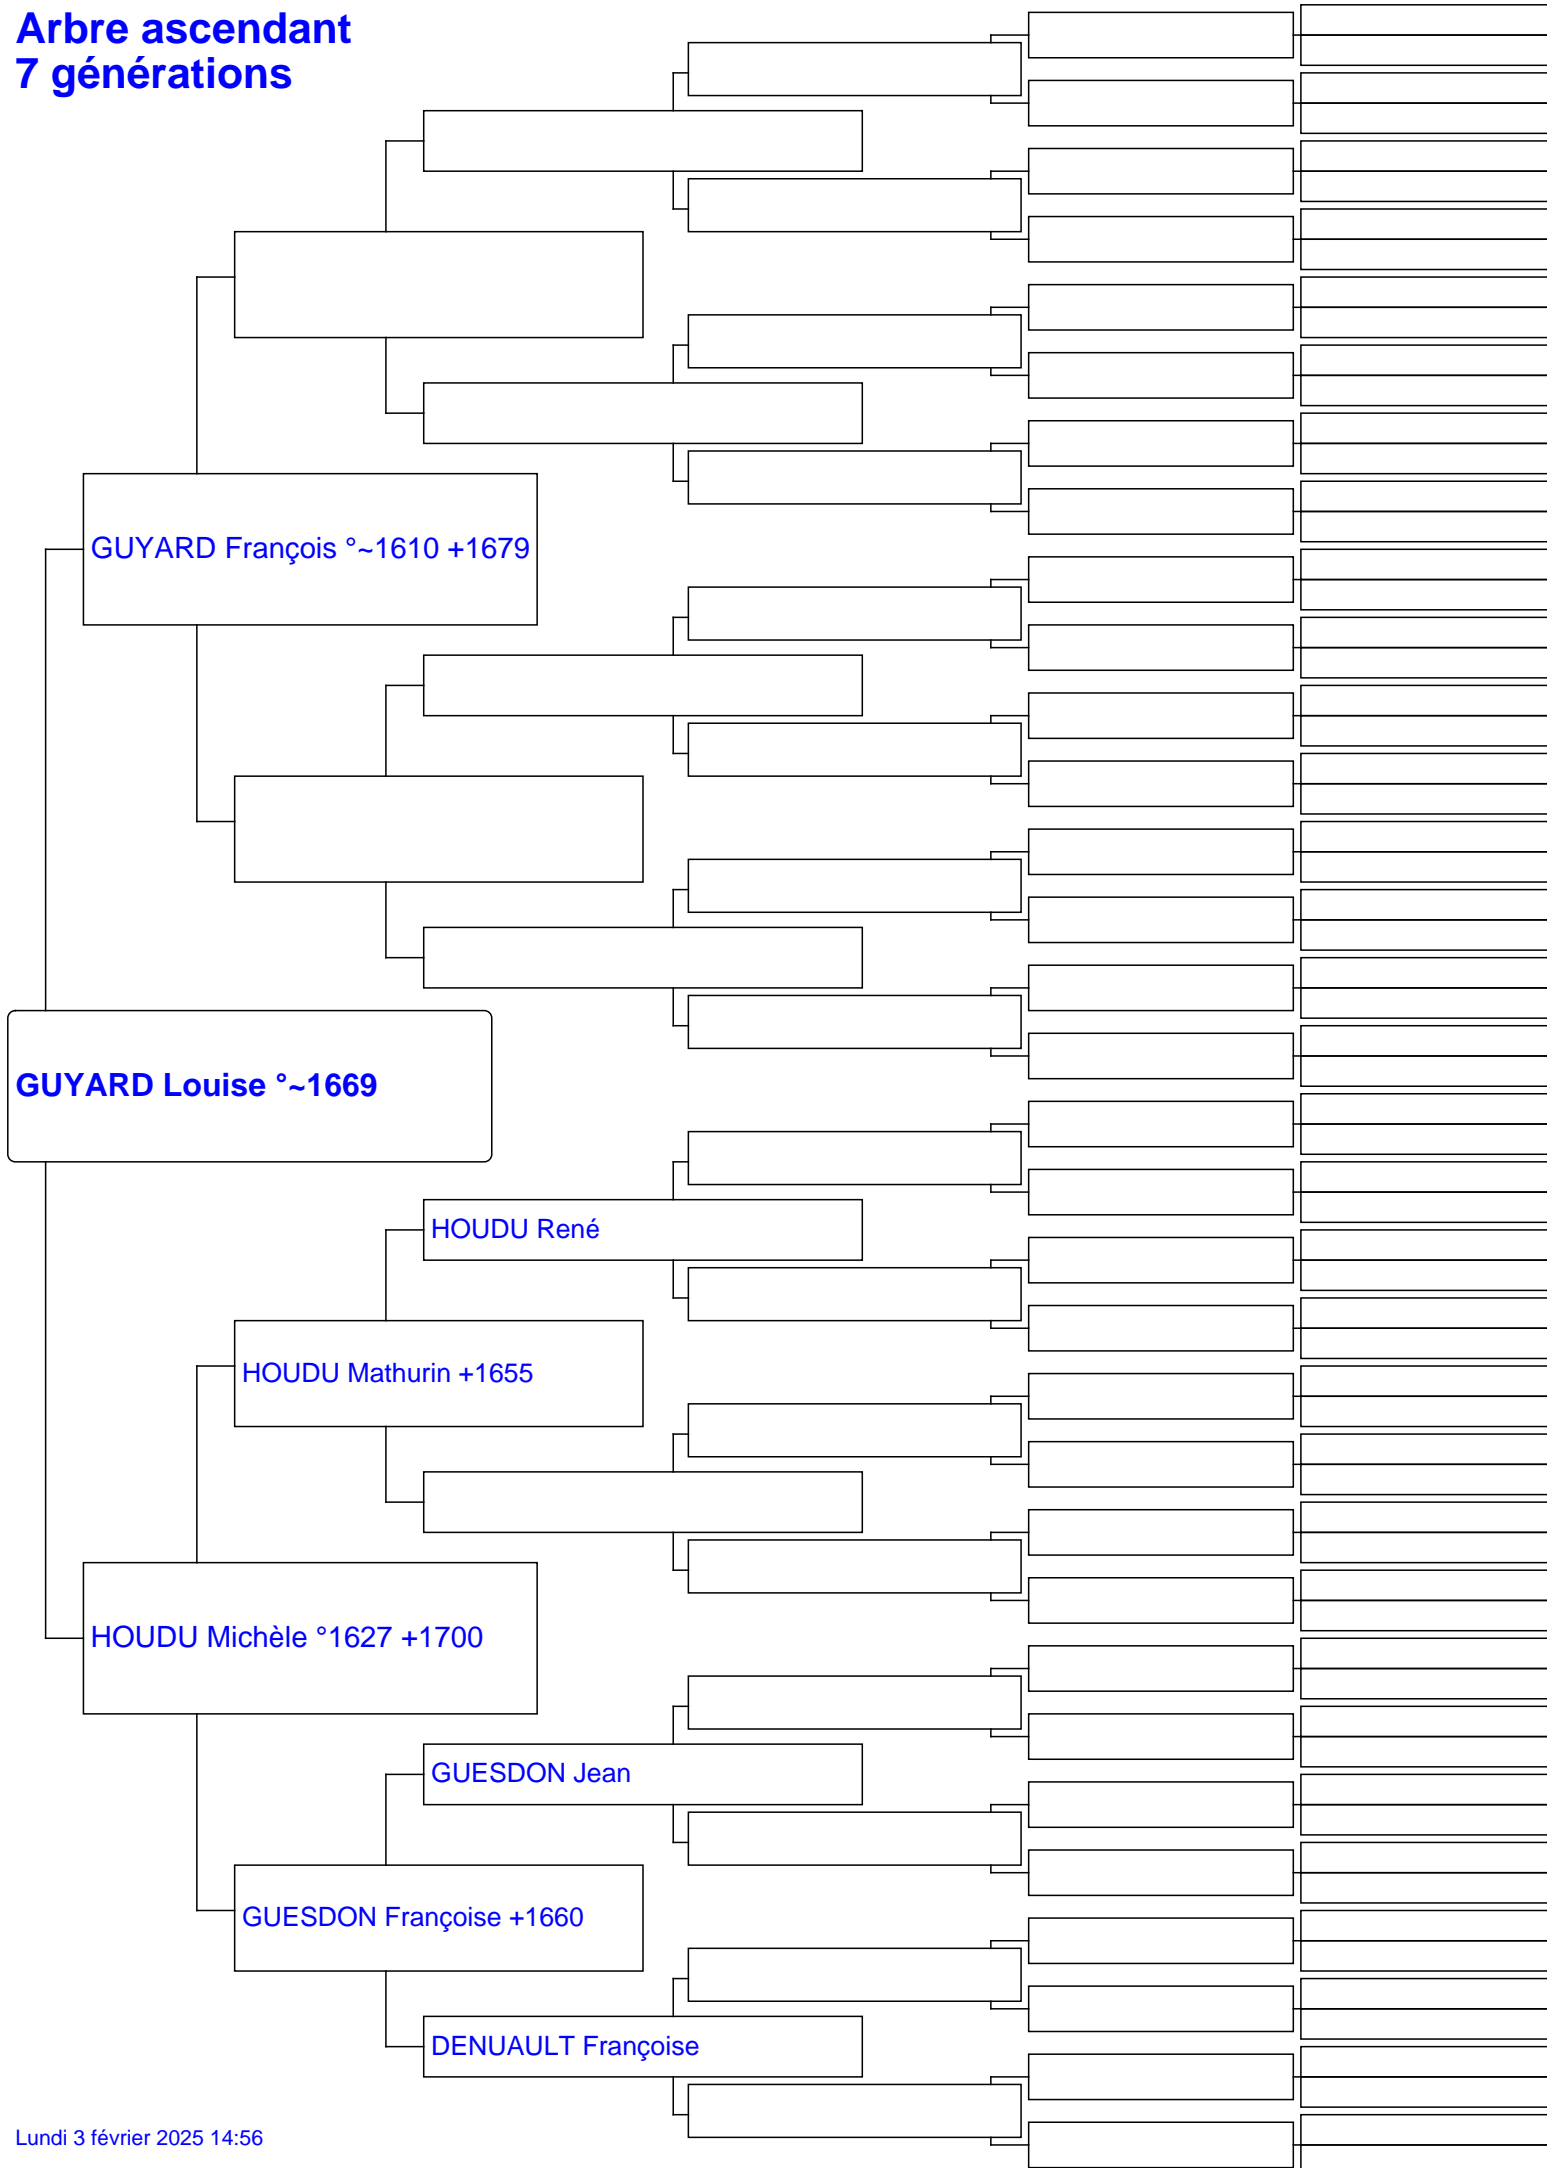 Arbre ascendant
7 générations
GUYARD François °~1610 +1679
GUYARD Louise °~1669
HOUDU René
HOUDU Mathurin +1655
HOUDU Michèle °1627 +1700
GUESDON Jean
GUESDON Françoise +1660
DENUAULT Françoise
Lundi 3 février 2025 14:56